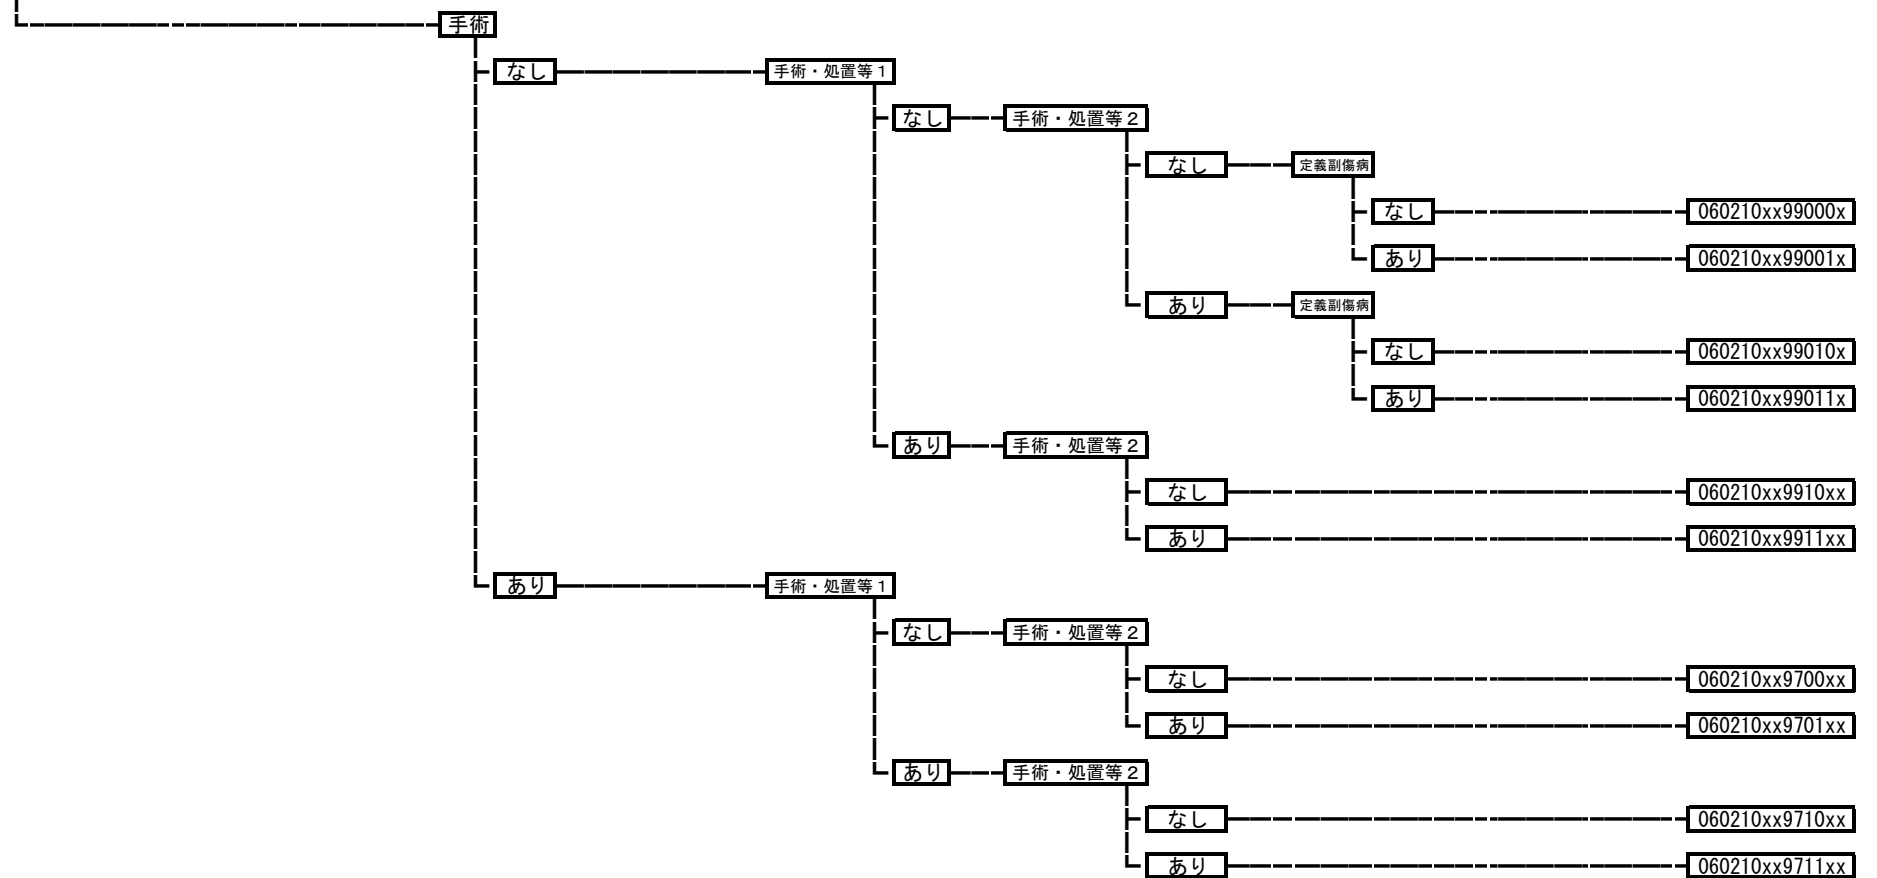 手術
なし 手術・処置等1
なし 手術・処置等2
なし 定義副傷病
なし 060210xx99000x
あり 060210xx99001x
あり 定義副傷病
なし 060210xx99010x
あり 060210xx99011x
あり 手術・処置等2
なし 060210xx9910xx
あり 060210xx9911xx
あり 手術・処置等1
なし 手術・処置等2
なし 060210xx9700xx
あり 060210xx9701xx
あり 手術・処置等2
なし 060210xx9710xx
あり 060210xx9711xx